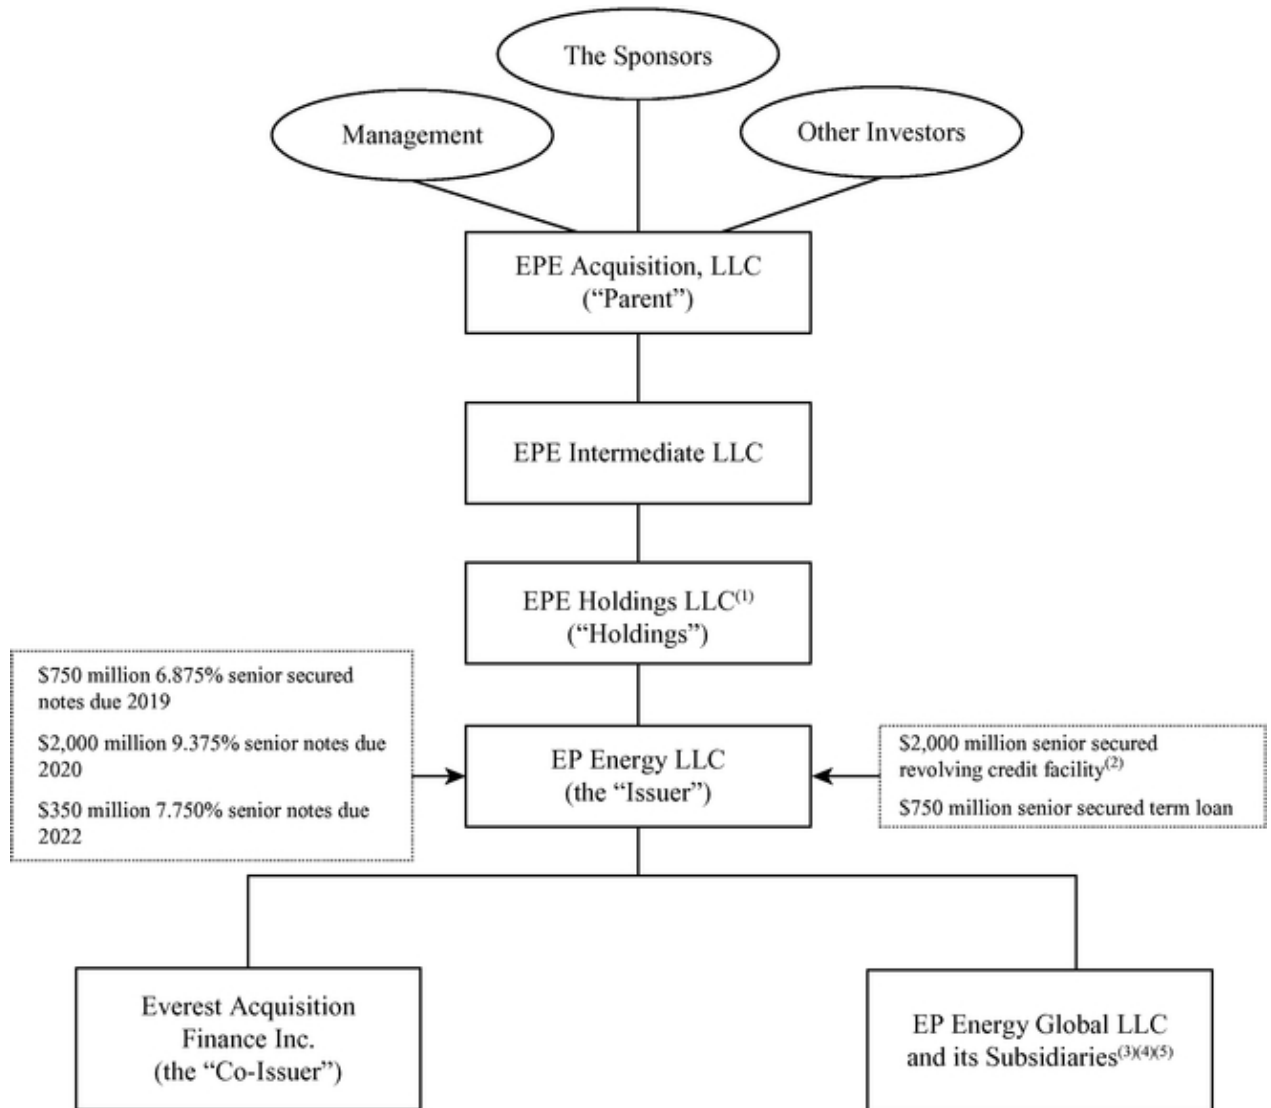 The Sponsors
Management
Other Investors
EPE Acquisition, LLC
(“Parent”)
EPE Intermediate LLC
EPE Holdings LLC(1)
(“Holdings”)
$750 million 6.875% senior secured
notes due 2019
$2,000 million 9.375% senior notes due
2020
$350 million 7.750% senior notes due
2022
EP Energy LLC
(the “Issuer”)
$2,000 million senior secured
revolving credit facility(2)
$750 million senior secured term loan
Everest Acquisition
Finance Inc.
(the “Co-Issuer”)
EP Energy Global LLC
and its Subsidiaries(3)(4)(5)